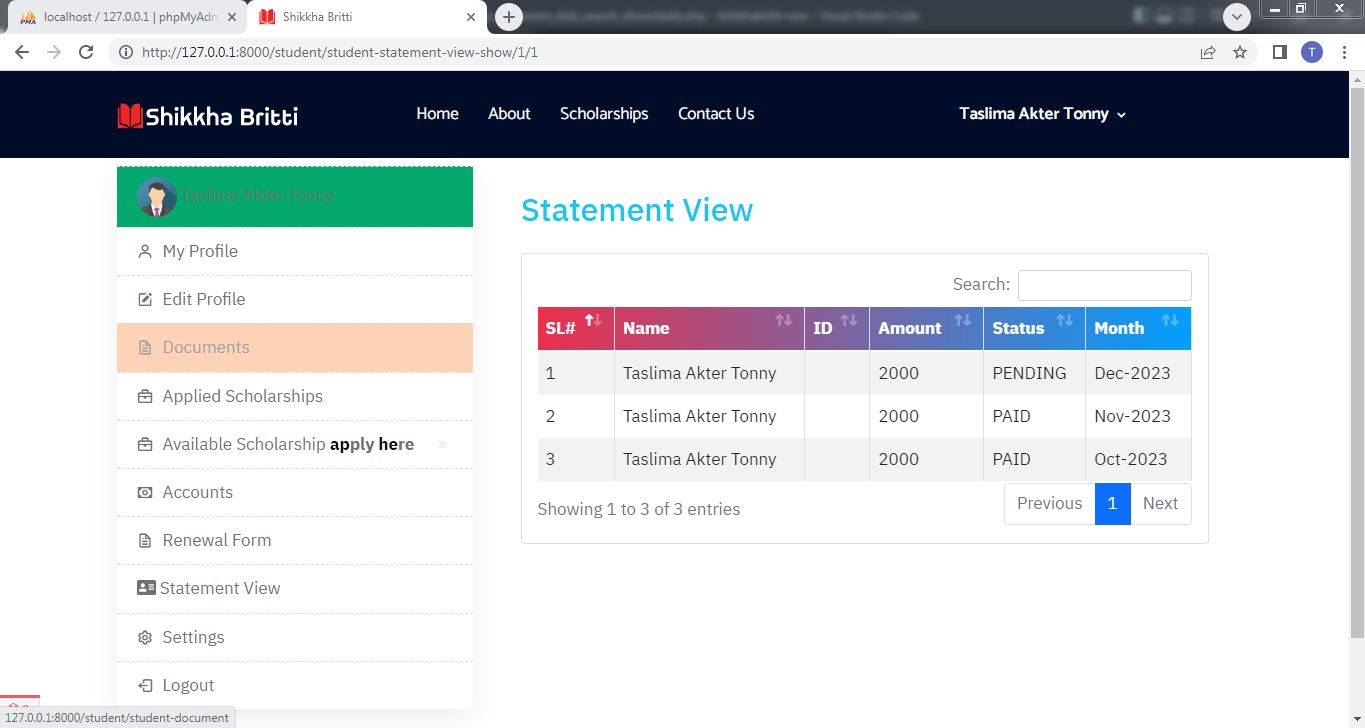 localhost / 127.0.0.1 | phpMyAdm
Shikkha Britti
http://127.0.0.1:8000/student/student-statement-view-show/1/1
T
Shikkha Britti
Home About Scholarships Contact Us
Taslima Akter Tonny
Taslima Akter Tonny
My Profile
Edit Profile
Documents
Applied Scholarships
Available Scholarship apply here »
Accounts
Renewal Form
Statement View
Settings
Logout
Statement View
Search:
SL# Name ID Amount Status Month
1 Taslima Akter Tonny 2000 PENDING Dec-2023
2 Taslima Akter Tonny 2000 PAID Nov-2023
3 Taslima Akter Tonny 2000 PAID Oct-2023
Showing 1 to 3 of 3 entries
Previous 1 Next
127.0.0.1:8000/student/student-document